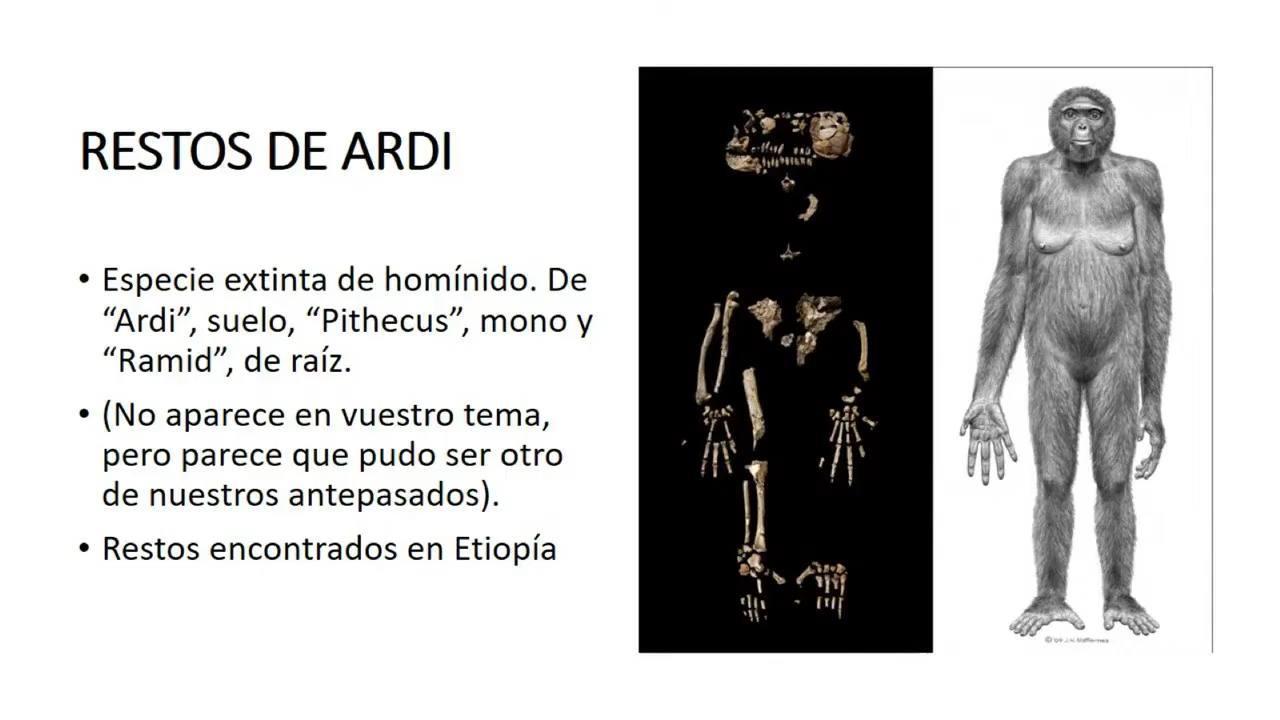 RESTOS DE ARDI
• Especie extinta de homínido. De
“Ardi”, suelo, “Pithecus”, mono y
“Ramid”, de raíz.
• (No aparece en vuestro tema,
pero parece que pudo ser otro
de nuestros antepasados).
• Restos encontrados en Etiopía